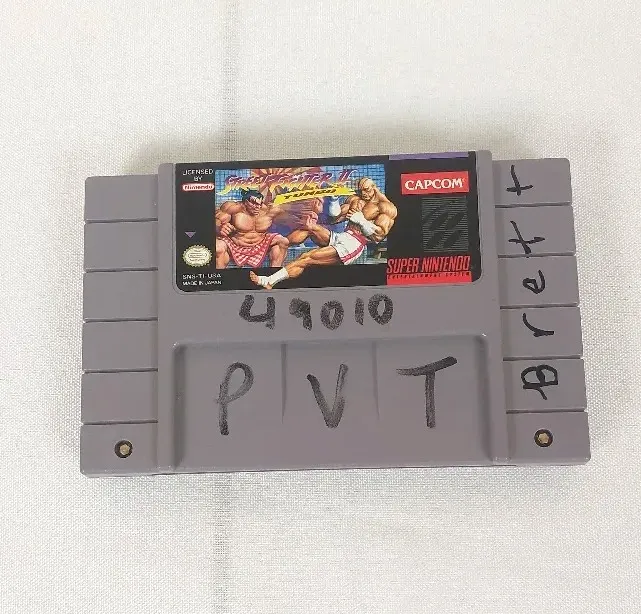 LICENSED
BY
Nintendo
STREET FIGHTER II
TURBO
CAPCOM
SNS-TI-USA
MADE IN JAPAN
SUPER NINTENDO
ENTERTAINMENT SYSTEM
49010
P V T
Brett